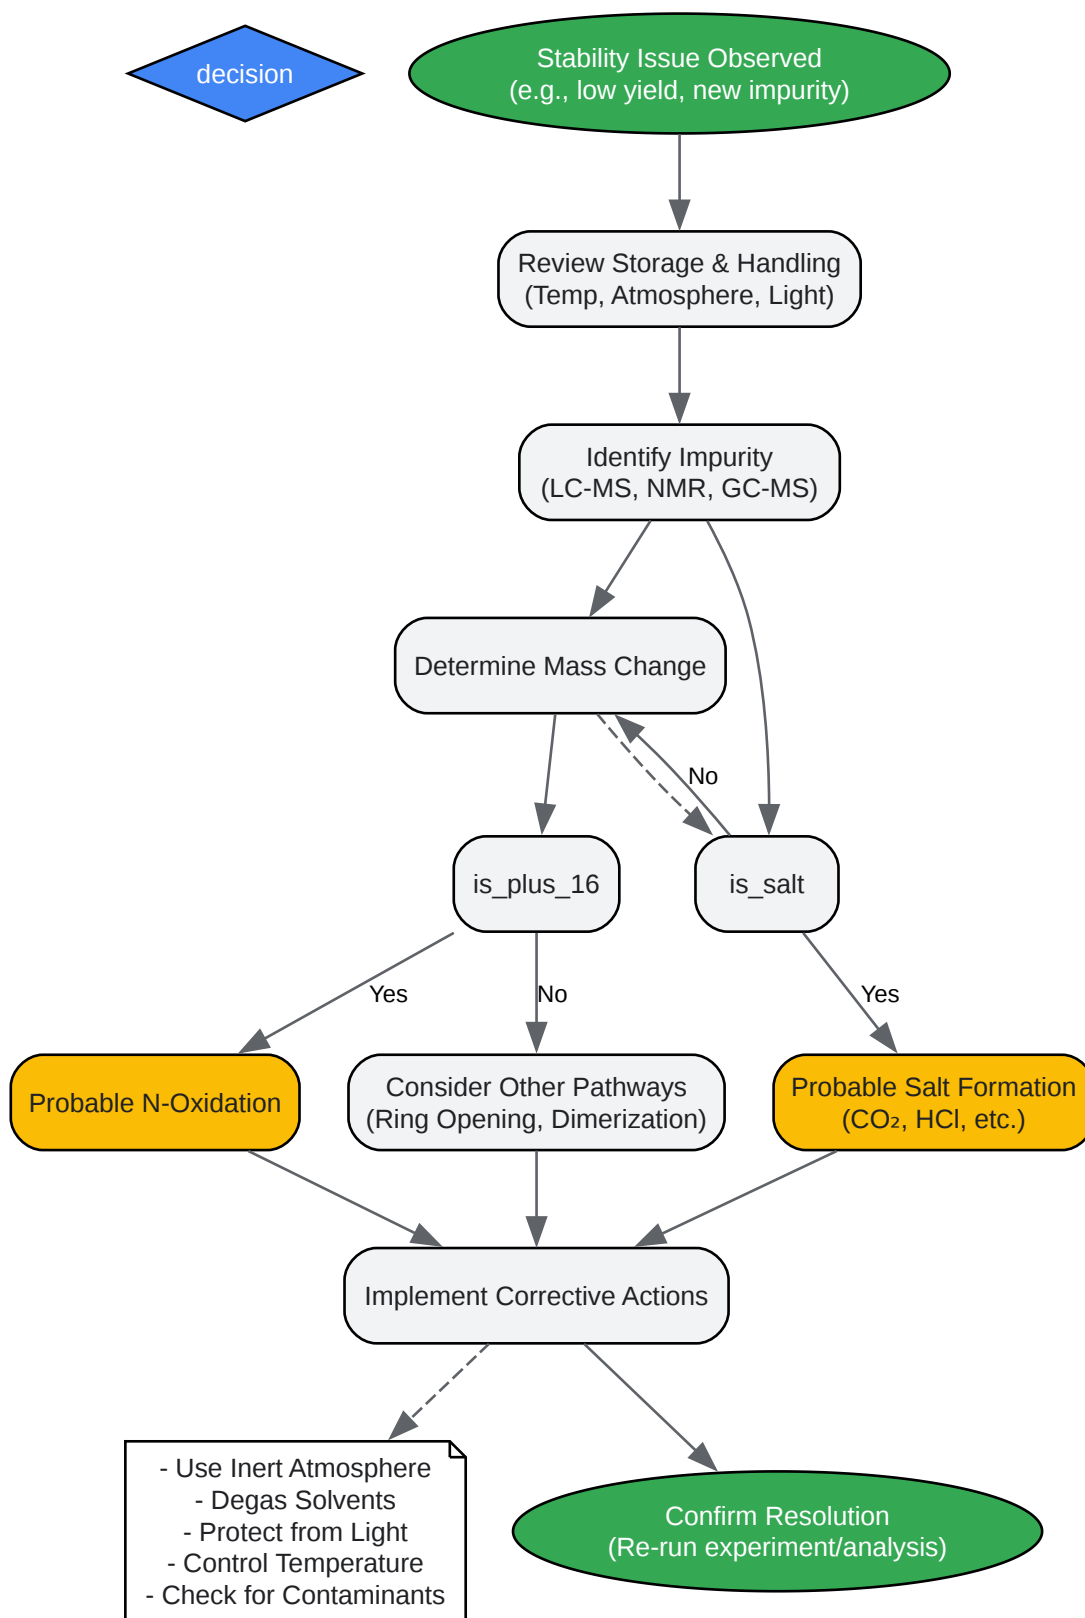 decision
Stability Issue Observed
(e.g., low yield, new impurity)
Review Storage & Handling
(Temp, Atmosphere, Light)
Identify Impurity
(LC-MS, NMR, GC-MS)
Determine Mass Change
No
is_plus_16
is_salt
Yes
No
Yes
Probable N-Oxidation
Consider Other Pathways
(Ring Opening, Dimerization)
Probable Salt Formation
(CO₂, HCl, etc.)
Implement Corrective Actions
- Use Inert Atmosphere
- Degas Solvents
- Protect from Light
- Control Temperature
- Check for Contaminants
Confirm Resolution
(Re-run experiment/analysis)